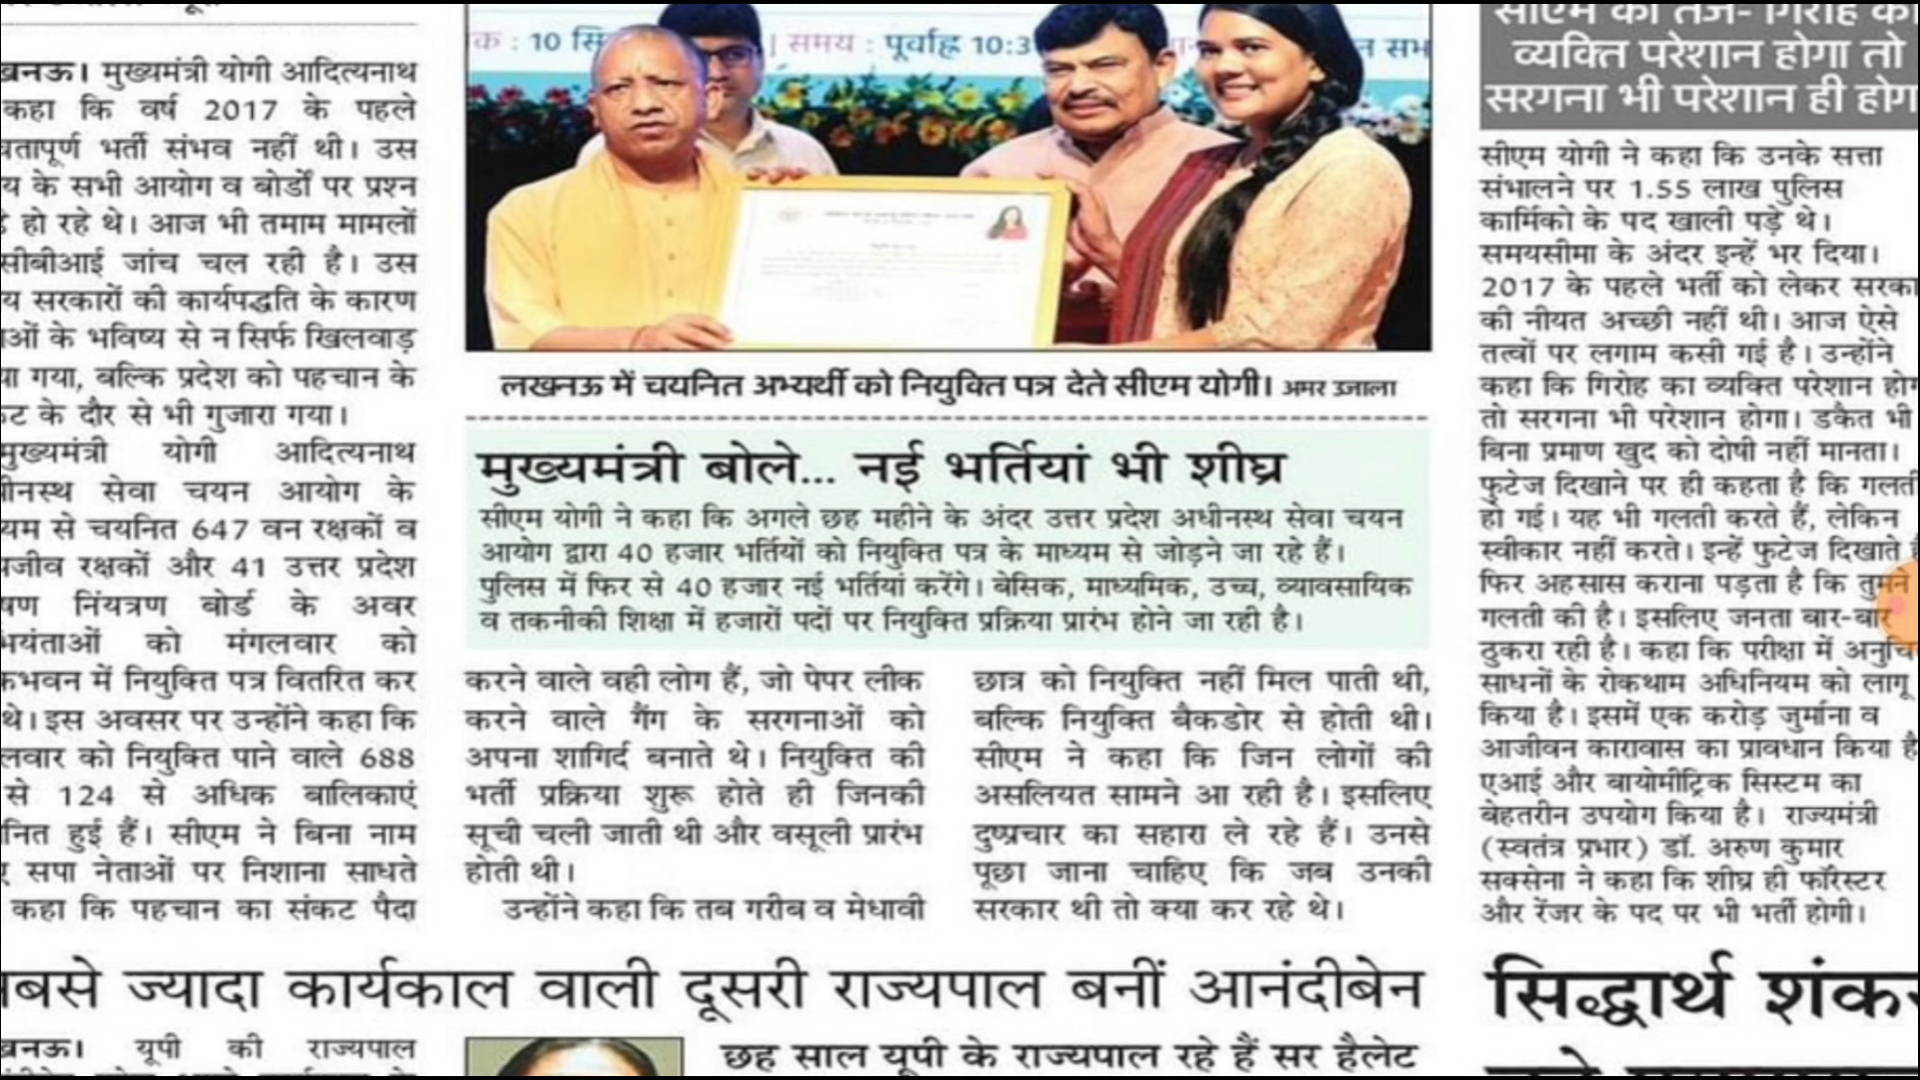 क : 10 सि
समय : पूर्वाह्न 10:3
न सभ
मुख्यमंत्री योगी आदित्यनाथ
कहा कि वर्ष 2017 के पहले
भर्ती संभव नहीं थी। उस
के सभी आयोग व बोर्डों पर प्रश्न
हो रहे थे। आज भी तमाम मामलों
सीबीआई जांच चल रही है। उस
सरकारों की कार्यपद्धति के कारण
के भविष्य से न सिर्फ खिलवाड़
गया, बल्कि प्रदेश को पहचान के
के दौर से भी गुजारा गया।
मुख्यमंत्री योगी आदित्यनाथ
सेवा चयन आयोग के
से चयनित 647 वन रक्षकों व
रक्षकों और 41 उत्तर प्रदेश
निंयत्रण बोर्ड के अवर
को मंगलवार को
में नियुक्ति पत्र वितरित कर
थे। इस अवसर पर उन्होंने कहा कि
को नियुक्ति पाने वाले 688
से 124 से अधिक बालिकाएं
हुई हैं। सीएम ने बिना नाम
सपा नेताओं पर निशाना साधते
कहा कि पहचान का संकट पैदा
लखनऊ में चयनित अभ्यर्थी को नियुक्ति पत्र देते सीएम योगी। अमर उजाला
मुख्यमंत्री बोले... नई भर्तियां भी शीघ्र
सीएम योगी ने कहा कि अगले छह महीने के अंदर उत्तर प्रदेश अधीनस्थ सेवा चयन
आयोग द्वारा 40 हजार भर्तियों को नियुक्ति पत्र के माध्यम से जोड़ने जा रहे हैं।
पुलिस में फिर से 40 हजार नई भर्तियां करेंगे। बेसिक, माध्यमिक, उच्च, व्यावसायिक
व तकनीकी शिक्षा में हजारों पदों पर नियुक्ति प्रक्रिया प्रारंभ होने जा रही है।
करने वाले वही लोग हैं, जो पेपर लीक
करने वाले गैंग के सरगनाओं को
अपना शागिर्द बनाते थे। नियुक्ति की
भर्ती प्रक्रिया शुरू होते ही जिनकी
सूची चली जाती थी और वसूली प्रारंभ
होती थी।
उन्होंने कहा कि तब गरीब व मेधावी
छात्र को नियुक्ति नहीं मिल पाती थी,
बल्कि नियुक्ति बैकडोर से होती थी।
सीएम ने कहा कि जिन लोगों की
असलियत सामने आ रही है। इसलिए
दुष्प्रचार का सहारा ले रहे हैं। उनसे
पूछा जाना चाहिए कि जब उनकी
सरकार थी तो क्या कर रहे थे।
सीएम की तंज- गिरोह का
व्यक्ति परेशान होगा तो
सरगना भी परेशान ही होग
सीएम योगी ने कहा कि उनके सत्ता
संभालने पर 1.55 लाख पुलिस
कार्मिको के पद खाली पड़े थे।
समयसीमा के अंदर इन्हें भर दिया।
2017 के पहले भर्ती को लेकर सरका
की नीयत अच्छी नहीं थी। आज ऐसे
तत्वों पर लगाम कसी गई है। उन्होंने
कहा कि गिरोह का व्यक्ति परेशान होग
तो सरगना भी परेशान होगा। डकैत भी
बिना प्रमाण खुद को दोषी नहीं मानता।
फुटेज दिखाने पर ही कहता है कि गलती
हो गई। यह भी गलती करते हैं, लेकिन
स्वीकार नहीं करते। इन्हें फुटेज दिखाते
फिर अहसास कराना पड़ता है कि तुमने
गलती की है। इसलिए जनता बार-बार
ठुकरा रही है। कहा कि परीक्षा में अनुचि
साधनों के रोकथाम अधिनियम को लागू
किया है। इसमें एक करोड़ जुर्माना व
आजीवन कारावास का प्रावधान किया है
एआई और बायोमीट्रिक सिस्टम का
बेहतरीन उपयोग किया है। राज्यमंत्री
(स्वतंत्र प्रभार) डॉ. अरुण कुमार
सक्सेना ने कहा कि शीघ्र ही फॉरेस्टर
और रेंजर के पद पर भी भर्ती होगी।
ज्यादा कार्यकाल वाली दूसरी राज्यपाल बनीं आनंदीबेन
यूपी की राज्यपाल
छह साल यूपी के राज्यपाल रहे हैं सर हैलेट
सिद्धार्थ शंकर